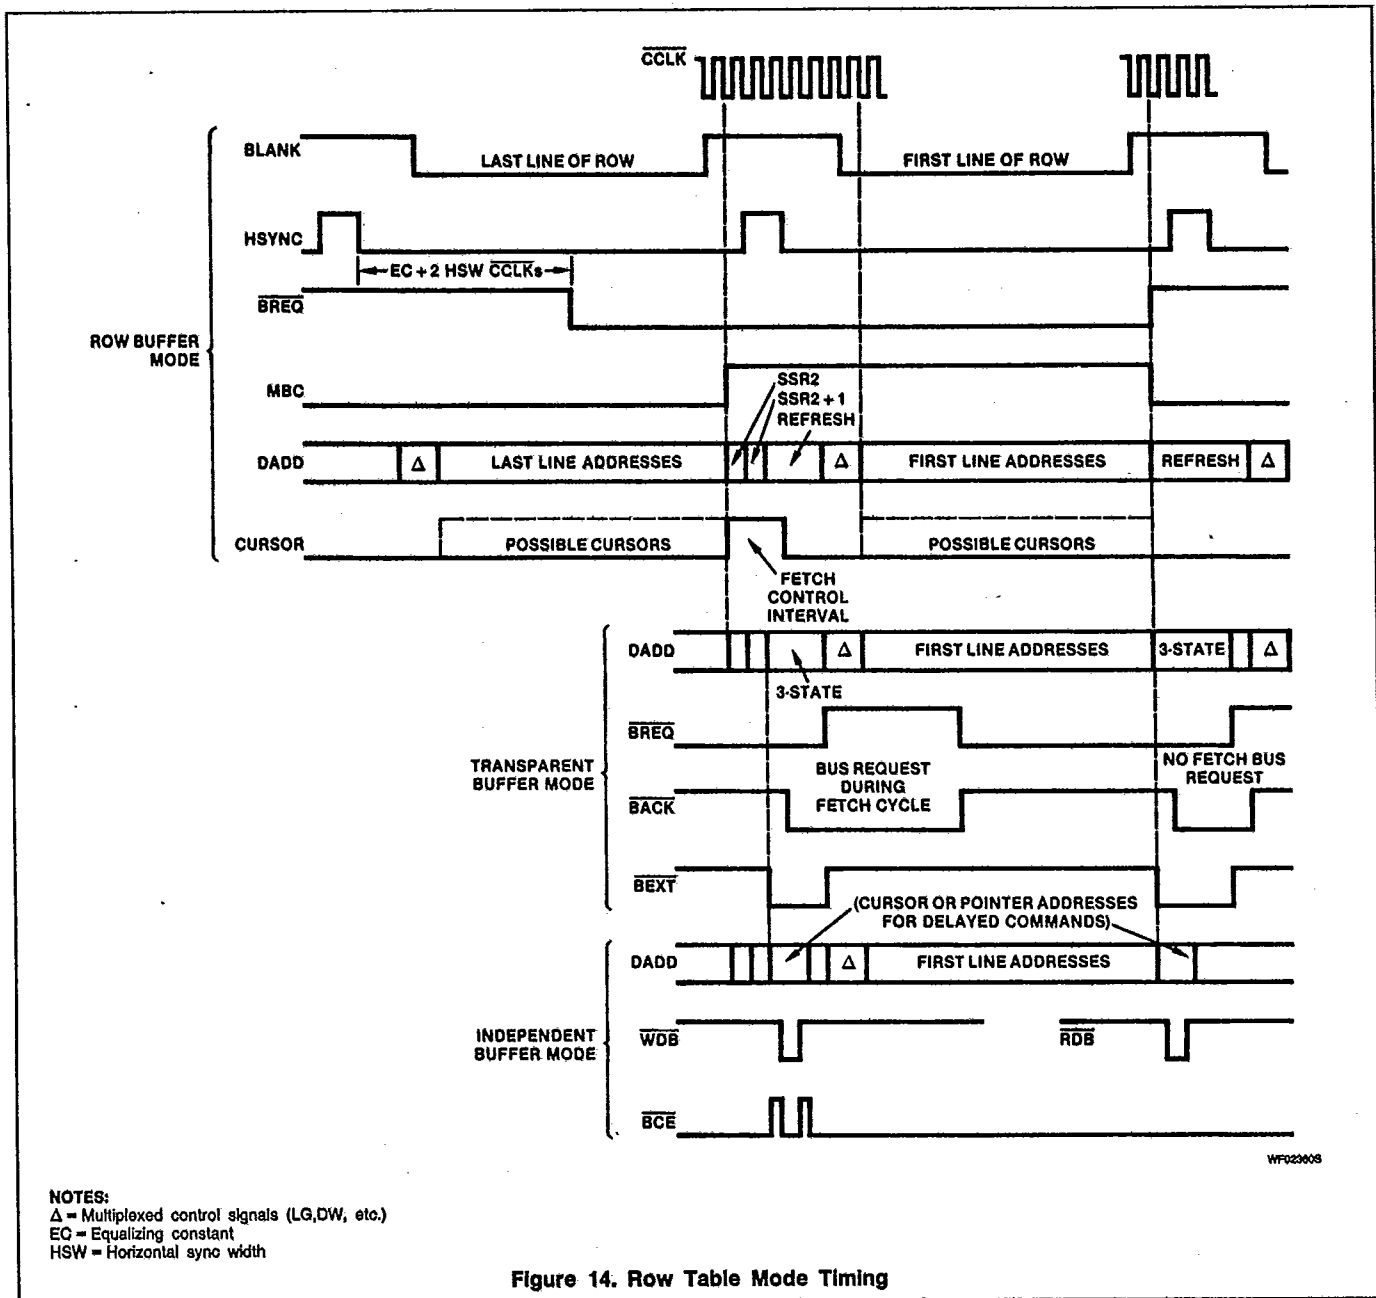 CCLK
BLANK
LAST LINE OF ROW
FIRST LINE OF ROW
HSYNC
EC + 2 HSW CCLKs
BREQ
ROW BUFFER
MODE
MBC
SSR2
SSR2 + 1
REFRESH
DADD
Δ
LAST LINE ADDRESSES
Δ
FIRST LINE ADDRESSES
REFRESH
Δ
CURSOR
POSSIBLE CURSORS
POSSIBLE CURSORS
FETCH
CONTROL
INTERVAL
DADD
Δ
FIRST LINE ADDRESSES
3-STATE
Δ
3-STATE
BREQ
TRANSPARENT
BUFFER MODE
BUS REQUEST
DURING
FETCH CYCLE
NO FETCH BUS
REQUEST
BACK
BEXT
(CURSOR OR POINTER ADDRESSES
FOR DELAYED COMMANDS)
DADD
Δ
FIRST LINE ADDRESSES
INDEPENDENT
BUFFER MODE
WDB
RDB
BCE
WF02360S
NOTES:
Δ = Multiplexed control signals (LG,DW, etc.)
EC = Equalizing constant
HSW = Horizontal sync width
Figure 14. Row Table Mode Timing